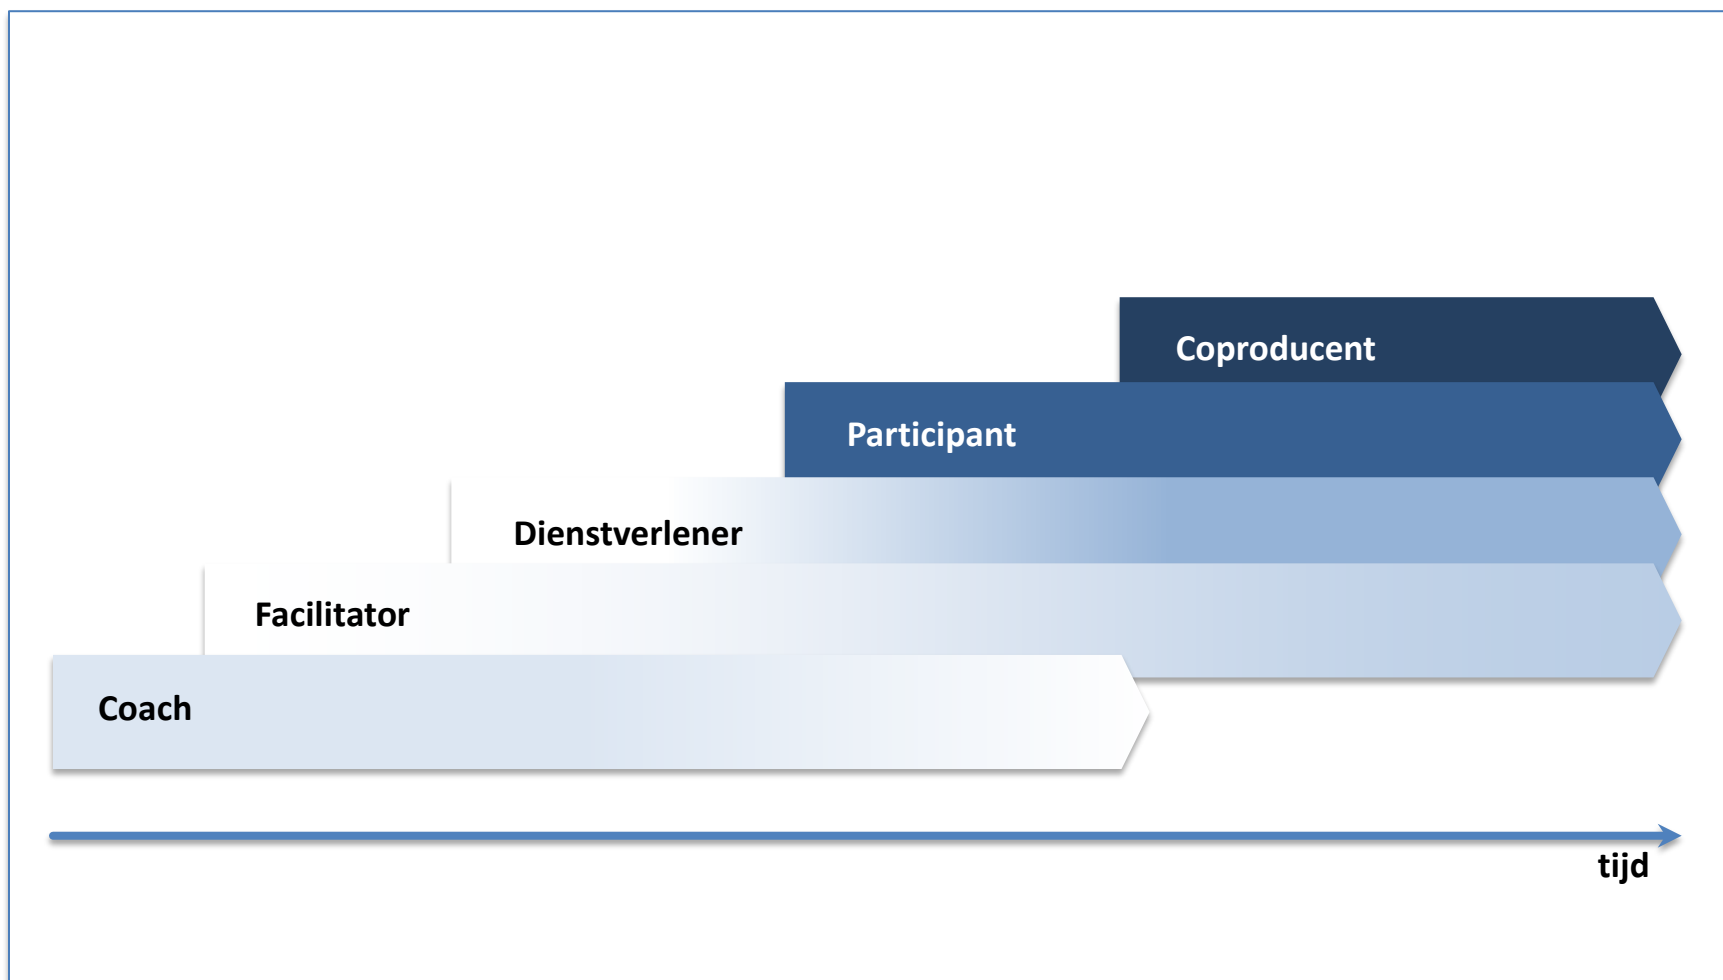 Coproducent
Participant
Dienstverlener
Facilitator
Coach
tijd